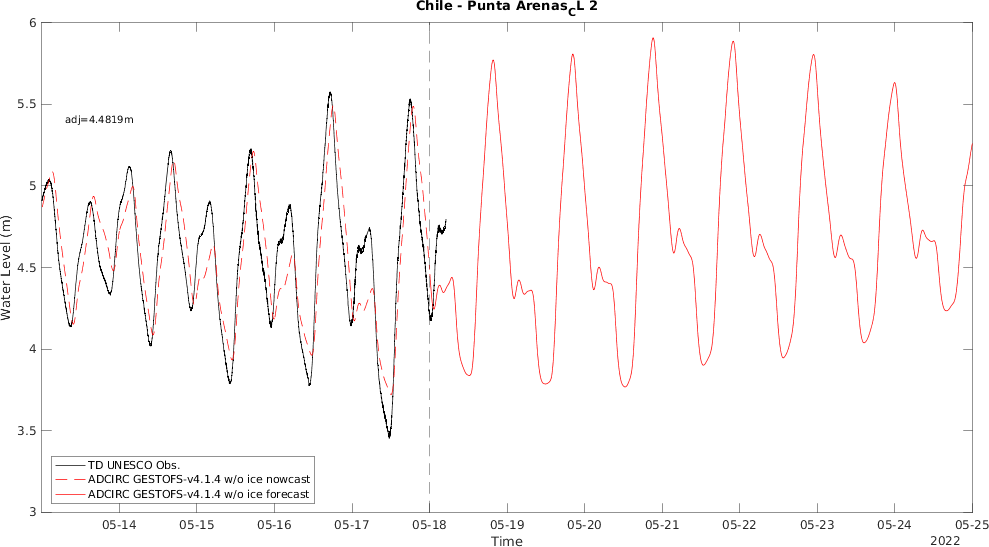 Chile - Punta Arenas_CL 2
adj=4.4819m
Water Level (m)
6
5.5
5
4.5
4
3.5
3
TD UNESCO Obs.
ADCIRC GESTOFS-v4.1.4 w/o ice nowcast
ADCIRC GESTOFS-v4.1.4 w/o ice forecast
05-14 05-15 05-16 05-17 05-18 05-19 05-20 05-21 05-22 05-23 05-24 05-25
Time
2022